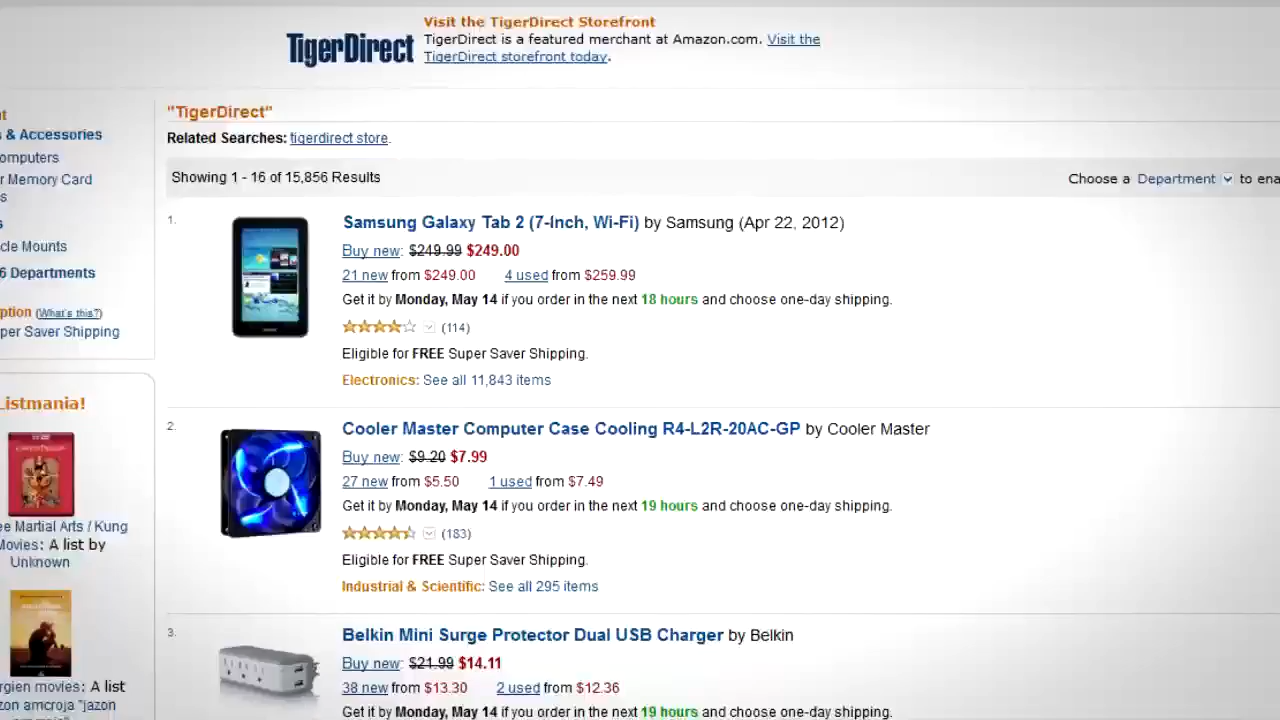 TigerDirect
Visit the TigerDirect Storefront
TigerDirect is a featured merchant at Amazon.com. Visit the
TigerDirect storefront today.
nt
s & Accessories
omputers
r Memory Card
s
s
cle Mounts
6 Departments
ption (What's this?)
per Saver Shipping
Listmania!
ee Martial Arts / Kung
Movies: A list by
Unknown
rgien movies: A list
zon amcroja "jazon
"TigerDirect"
Related Searches: tigerdirect store.
Showing 1 - 16 of 15,856 Results
Choose a Department to ena
1.
Samsung Galaxy Tab 2 (7-Inch, Wi-Fi) by Samsung (Apr 22, 2012)
Buy new: $249.99 $249.00
21 new from $249.00 4 used from $259.99
Get it by Monday, May 14 if you order in the next 18 hours and choose one-day shipping.
(114)
Eligible for FREE Super Saver Shipping.
Electronics: See all 11,843 items
2.
Cooler Master Computer Case Cooling R4-L2R-20AC-GP by Cooler Master
Buy new: $9.20 $7.99
27 new from $5.50 1 used from $7.49
Get it by Monday, May 14 if you order in the next 19 hours and choose one-day shipping.
(183)
Eligible for FREE Super Saver Shipping.
Industrial & Scientific: See all 295 items
3.
Belkin Mini Surge Protector Dual USB Charger by Belkin
Buy new: $21.99 $14.11
38 new from $13.30 2 used from $12.36
Get it by Monday, May 14 if you order in the next 19 hours and choose one-day shipping.